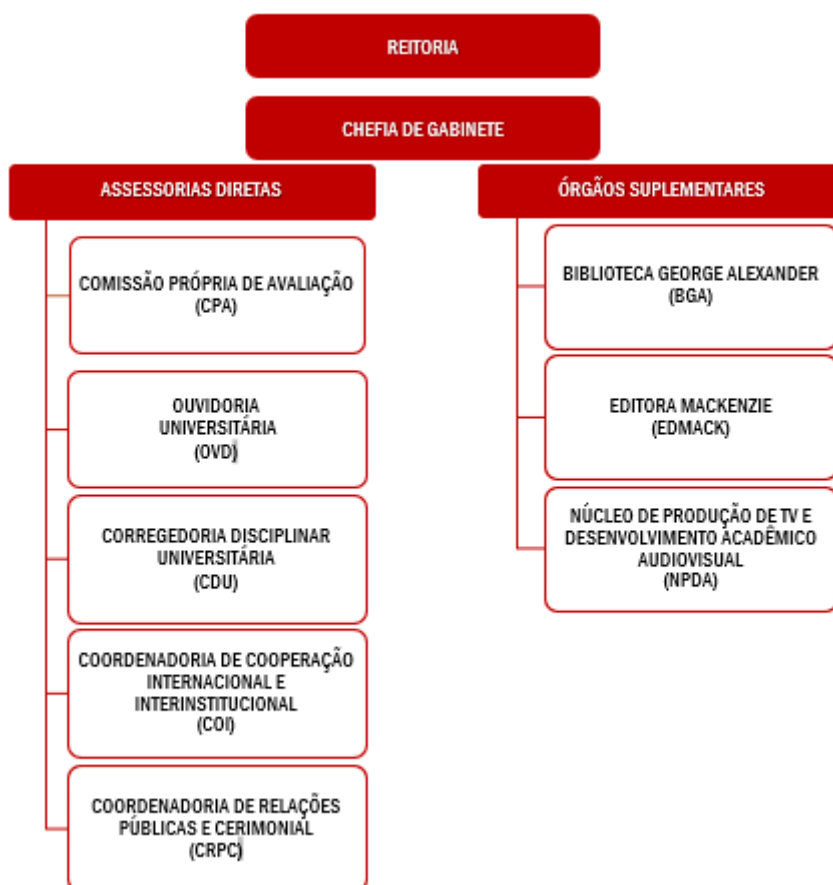 REITORIA
CHEFIA DE GABINETE
ASSESSORIAS DIRETAS
COMISSÃO PRÓPRIA DE AVALIAÇÃO
(CPA)
OUVIDORIA
UNIVERSITÁRIA
(OVD)
CORREGEDORIA DISCIPLINAR
UNIVERSITÁRIA
(CDU)
COORDENADORIA DE COOPERAÇÃO
INTERNACIONAL E
INTERINSTITUCIONAL
(COI)
COORDENADORIA DE RELAÇÕES
PÚBLICAS E CERIMONIAL
(CRPC)
ÓRGÃOS SUPLEMENTARES
BIBLIOTECA GEORGE ALEXANDER
(BGA)
EDITORA MACKENZIE
(EDMACK)
NÚCLEO DE PRODUÇÃO DE TV E
DESENVOLVIMENTO ACADÊMICO
AUDIOVISUAL
(NPDA)